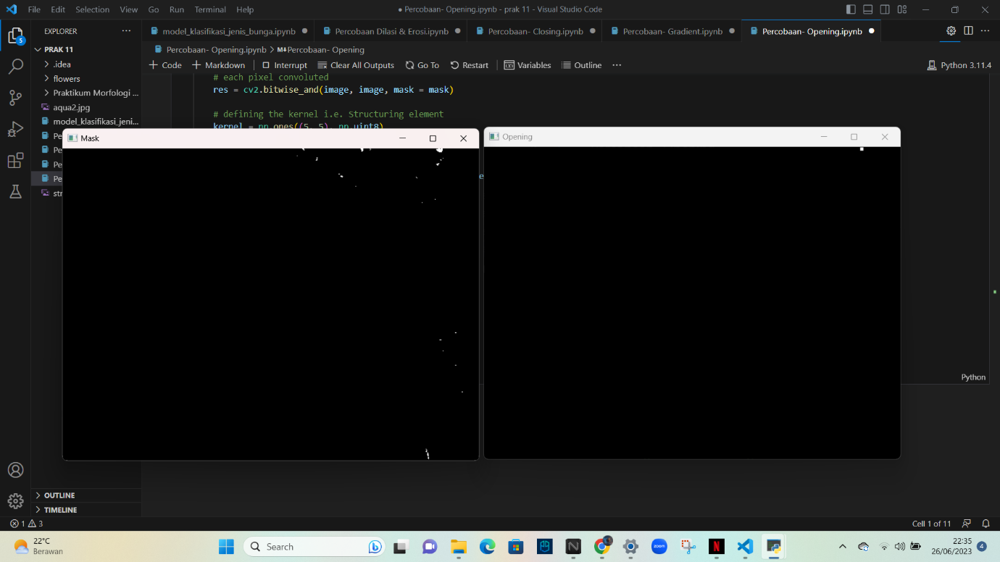 File Edit Selection View Go Run Terminal Help
● Percobaan- Opening.ipynb - prak 11 - Visual Studio Code
5
EXPLORER
model_klasifikasi_jenis_bunga.ipynb
Percobaan Dilasi & Erosi.ipynb
Percobaan- Closing.ipynb
Percobaan- Gradient.ipynb
Percobaan- Opening.ipynb
PRAK 11
Percobaan- Opening.ipynb > M↓Percobaan- Opening
.idea
Code Markdown Interrupt Clear All Outputs Go To Restart Variables Outline ···
Python 3.11.4
flowers
# each pixel convoluted
Praktikum Morfologi ...
res = cv2.bitwise_and(image, image, mask = mask)
aqua2.jpg
model_klasifikasi_jeni...
# defining the kernel i.e. Structuring element
kernel = np.ones((5, 5), np.uint8)
Pe
Pe
Pe
Pe
str
Mask
Opening
e
Python
OUTLINE
TIMELINE
1 3
Cell 1 of 11
22°C
Berawan
Search
zoom
N
22:35
26/06/2023
4